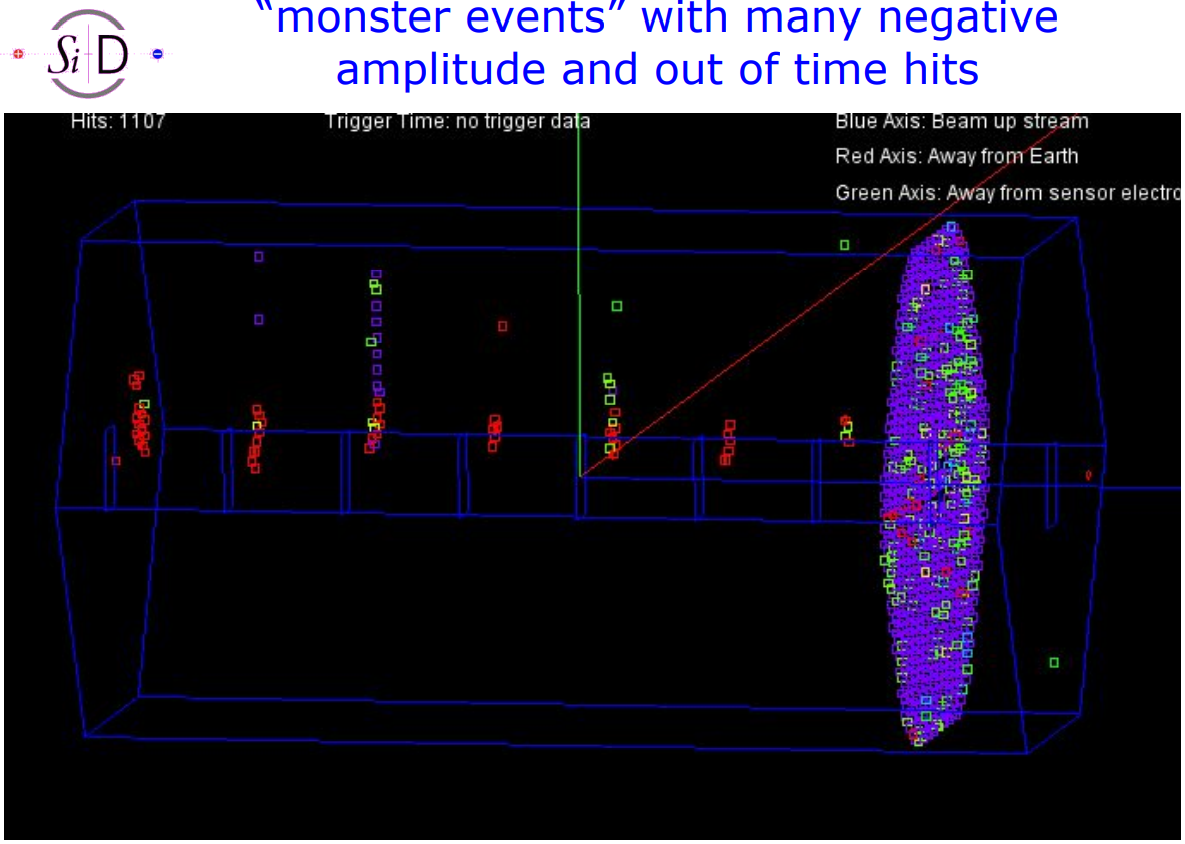 “monster events” with many negative
SiD
amplitude and out of time hits
Hits: 1107
Trigger Time: no trigger data
Blue Axis: Beam up stream
Red Axis: Away from Earth
Green Axis: Away from sensor electro